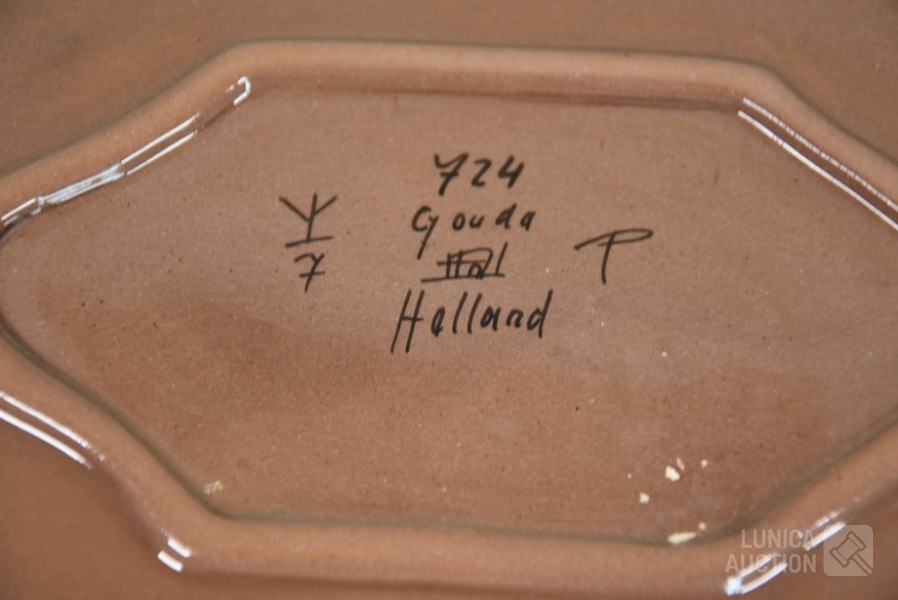 724
Gouda
Holland
Y
7
P
LUNICA
AUCTION